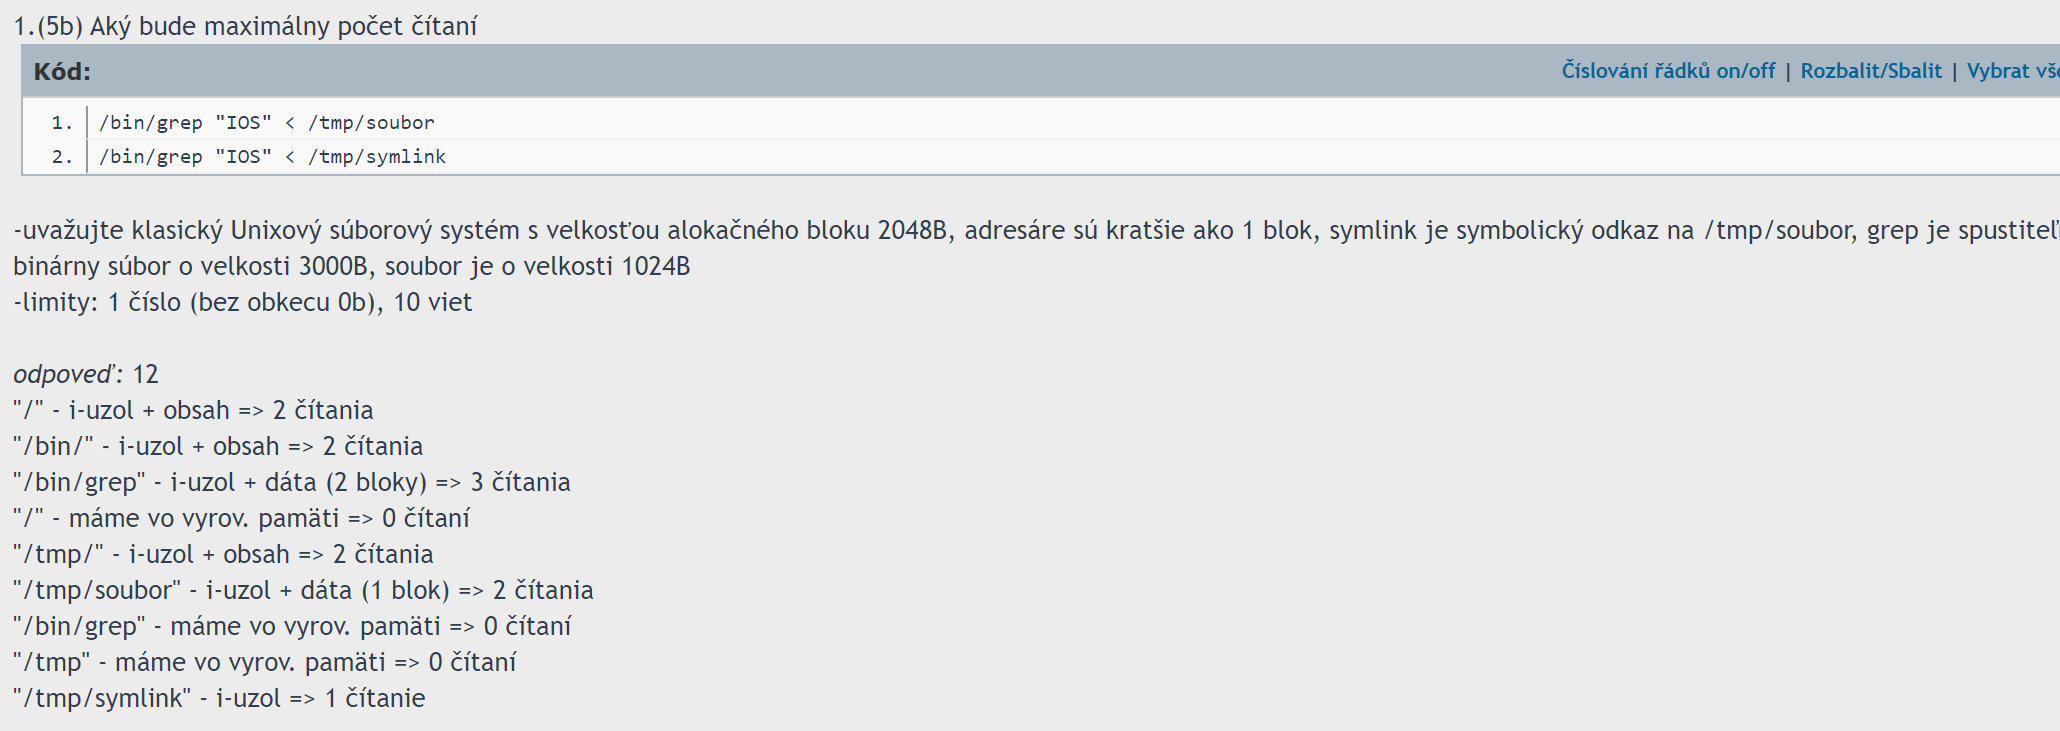 1.(5b) Aký bude maximálny počet čítaní
Kód: Číslování řádků on/off | Rozbalit/Sbalit | Vybrat vše
1. /bin/grep "IOS" < /tmp/soubor
2. /bin/grep "IOS" < /tmp/symlink
-uvažujte klasický Unixový súborový systém s velkosťou alokačného bloku 2048B, adresáre sú kratšie ako 1 blok, symlink je symbolický odkaz na /tmp/soubor, grep je
binárny súbor o velkosti 3000B, soubor je o velkosti 1024B
-limity: 1 číslo (bez obkecu 0b), 10 viet
odpoveď: 12
"/" - i-uzol + obsah => 2 čítania
"/bin/" - i-uzol + obsah => 2 čítania
"/bin/grep" - i-uzol + dáta (2 bloky) => 3 čítania
"/" - máme vo vyrov. pamäti => 0 čítaní
"/tmp/" - i-uzol + obsah => 2 čítania
"/tmp/soubor" - i-uzol + dáta (1 blok) => 2 čítania
"/bin/grep" - máme vo vyrov. pamäti => 0 čítaní
"/tmp" - máme vo vyrov. pamäti => 0 čítaní
"/tmp/symlink" - i-uzol => 1 čítanie